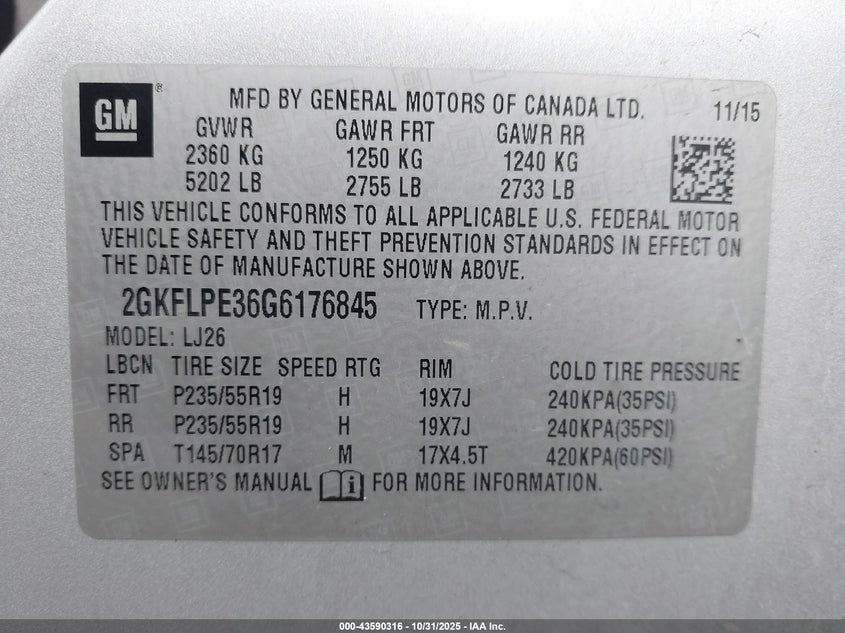 GM®
MFD BY GENERAL MOTORS OF CANADA LTD. 11/15
GVWR GAWR FRT GAWR RR
2360 KG 1250 KG 1240 KG
5202 LB 2755 LB 2733 LB
THIS VEHICLE CONFORMS TO ALL APPLICABLE U.S. FEDERAL MOTOR
VEHICLE SAFETY AND THEFT PREVENTION STANDARDS IN EFFECT ON
THE DATE OF MANUFACTURE SHOWN ABOVE.
2GKFLPE36G6176845 TYPE: M.P.V.
MODEL: LJ26
LBCN TIRE SIZE SPEED RTG RIM COLD TIRE PRESSURE
FRT P235/55R19 H 19X7J 240KPA(35PSI)
RR P235/55R19 H 19X7J 240KPA(35PSI)
SPA T145/70R17 M 17X4.5T 420KPA(60PSI)
SEE OWNER'S MANUAL FOR MORE INFORMATION.
000-43590316 - 10/31/2025 - IAA Inc.